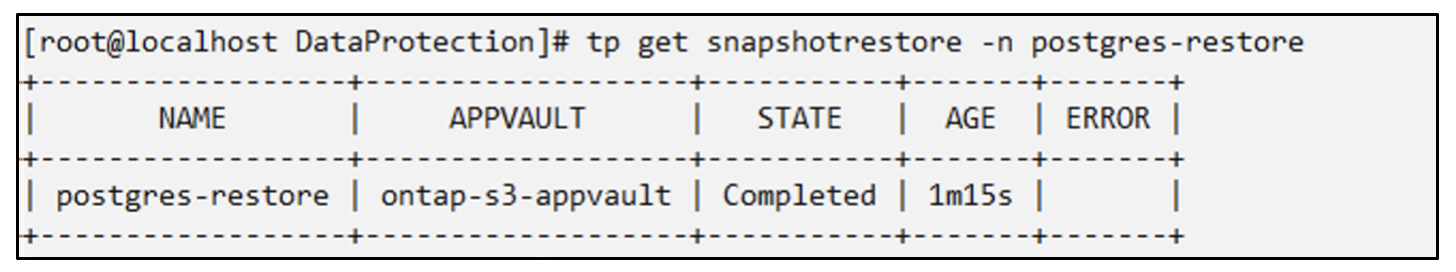 [root@localhost DataProtection]# tp get snapshotrestore -n postgres-restore
+------------------+-------------------+-----------+-------+-------+
|       NAME       |     APPVAULT      |   STATE   |  AGE  | ERROR |
+------------------+-------------------+-----------+-------+-------+
| postgres-restore | ontap-s3-appvault | Completed | 1m15s |       |
+------------------+-------------------+-----------+-------+-------+